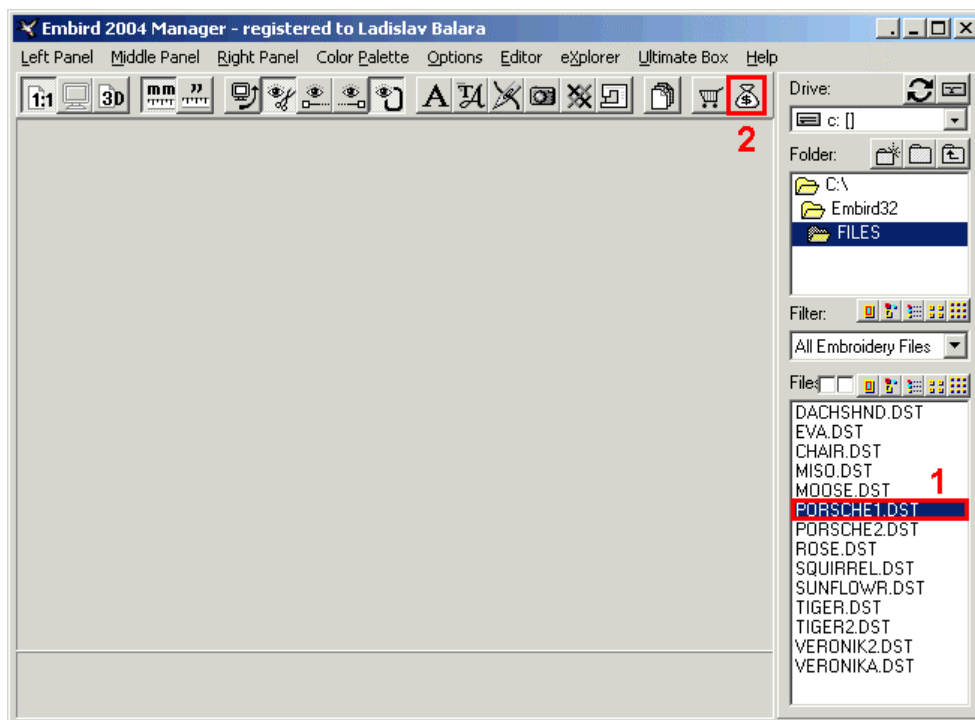 Embird 2004 Manager - registered to Ladislav Balara
Left Panel Middle Panel Right Panel Color Palette Options Editor eXplorer Ultimate Box Help
1:1 3D mm " A TA $
2
Drive:
c: []
Folder:
C:\
Embird32
FILES
Filter:
All Embroidery Files
Files
DACHSHND.DST
EVA.DST
CHAIR.DST
MISO.DST
MOOSE.DST
1
PORSCHE1.DST
PORSCHE2.DST
ROSE.DST
SQUIRREL.DST
SUNFLOWR.DST
TIGER.DST
TIGER2.DST
VERONIK2.DST
VERONIKA.DST